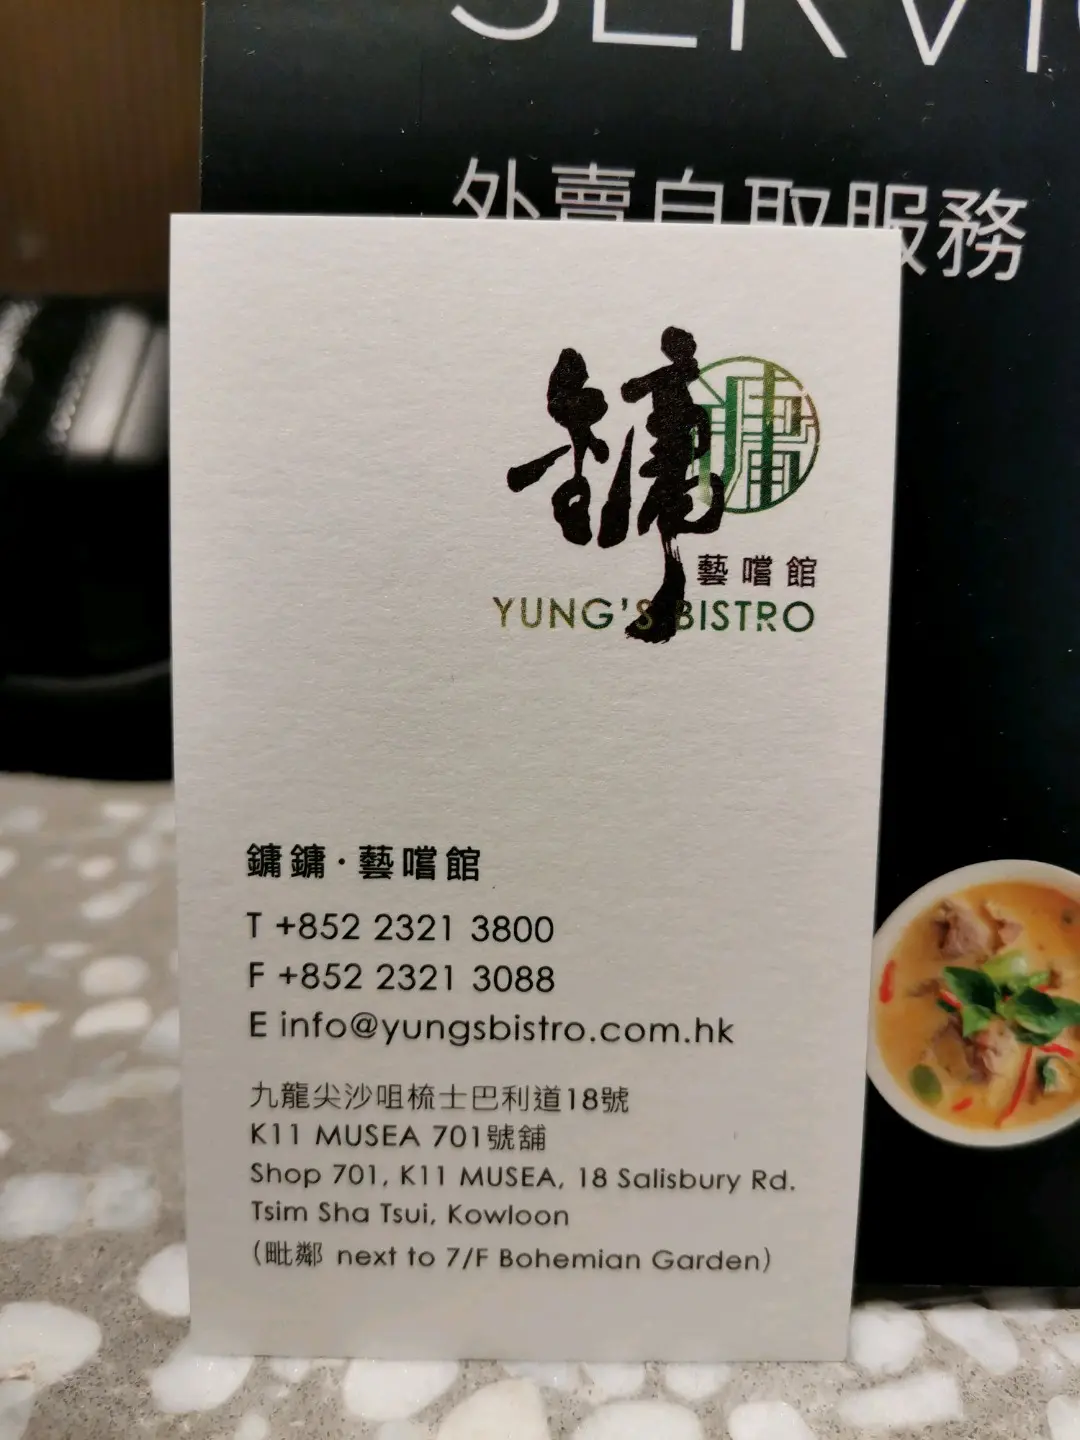 SERVIC
外賣自取服務
鏞
鏞
藝嚐館
YUNG'S BISTRO
鏞鏞·藝嚐館
T +852 2321 3800
F +852 2321 3088
E info@yungsbistro.com.hk
九龍尖沙咀梳士巴利道18號
K11 MUSEA 701號舖
Shop 701, K11 MUSEA, 18 Salisbury Rd.
Tsim Sha Tsui, Kowloon
(毗鄰 next to 7/F Bohemian Garden)